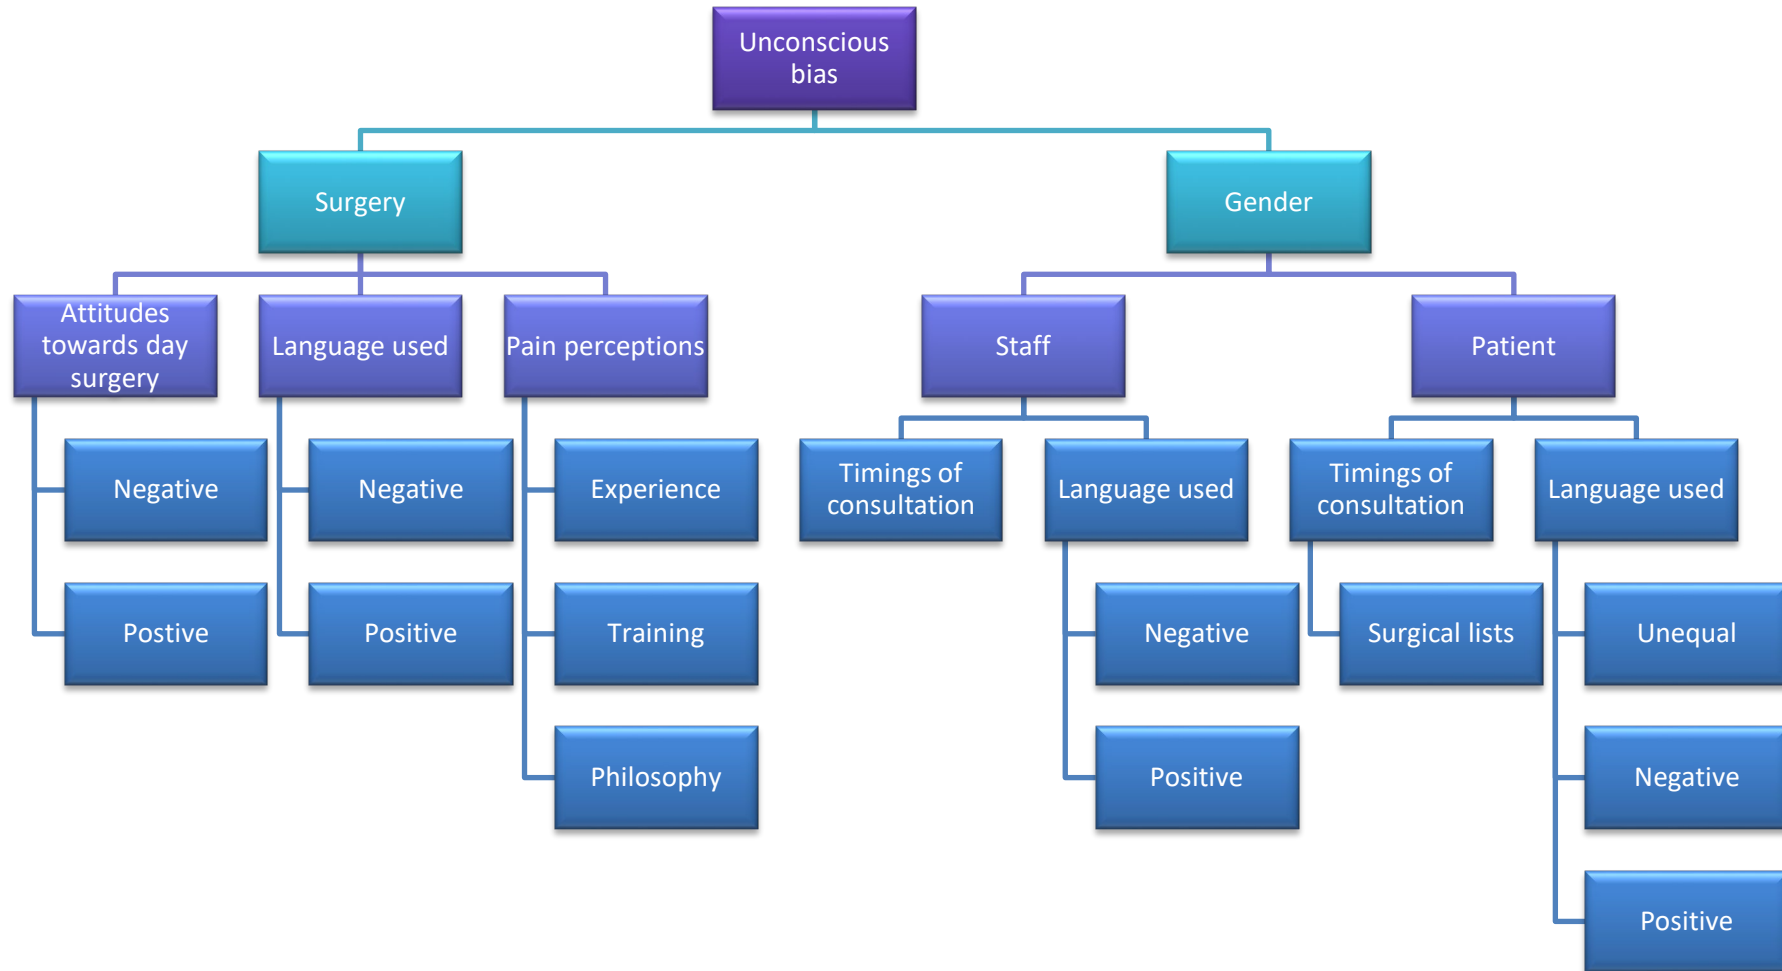 Unconscious
bias
Surgery
Gender
Attitudes
towards day
surgery
Language used
Pain perceptions
Staff
Patient
Negative
Negative
Experience
Timings of
consultation
Language used
Timings of
consultation
Language used
Postive
Positive
Training
Negative
Surgical lists
Unequal
Philosophy
Positive
Negative
Positive